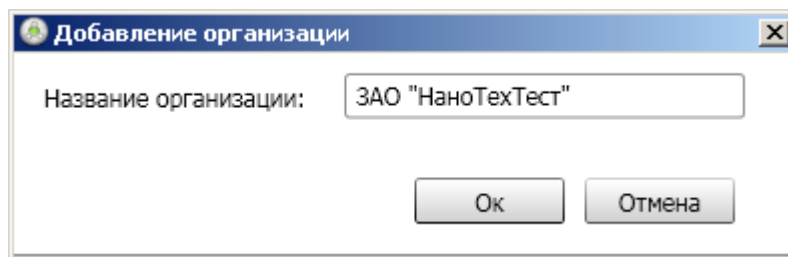 Добавление организации
Название организации: ЗАО "НаноТехТест"
Ок Отмена